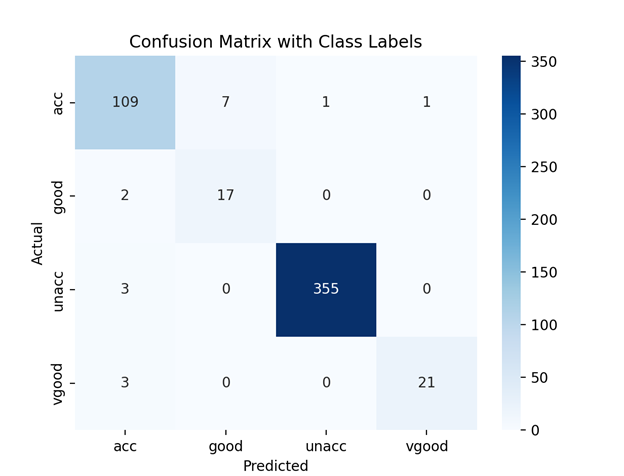 Confusion Matrix with Class Labels
350
acc 109 7 1 1
300
250
good 2 17 0 0
200
Actual
150
unacc 3 0 355 0
100
vgood 3 0 0 21
50
0
acc good unacc vgood
Predicted